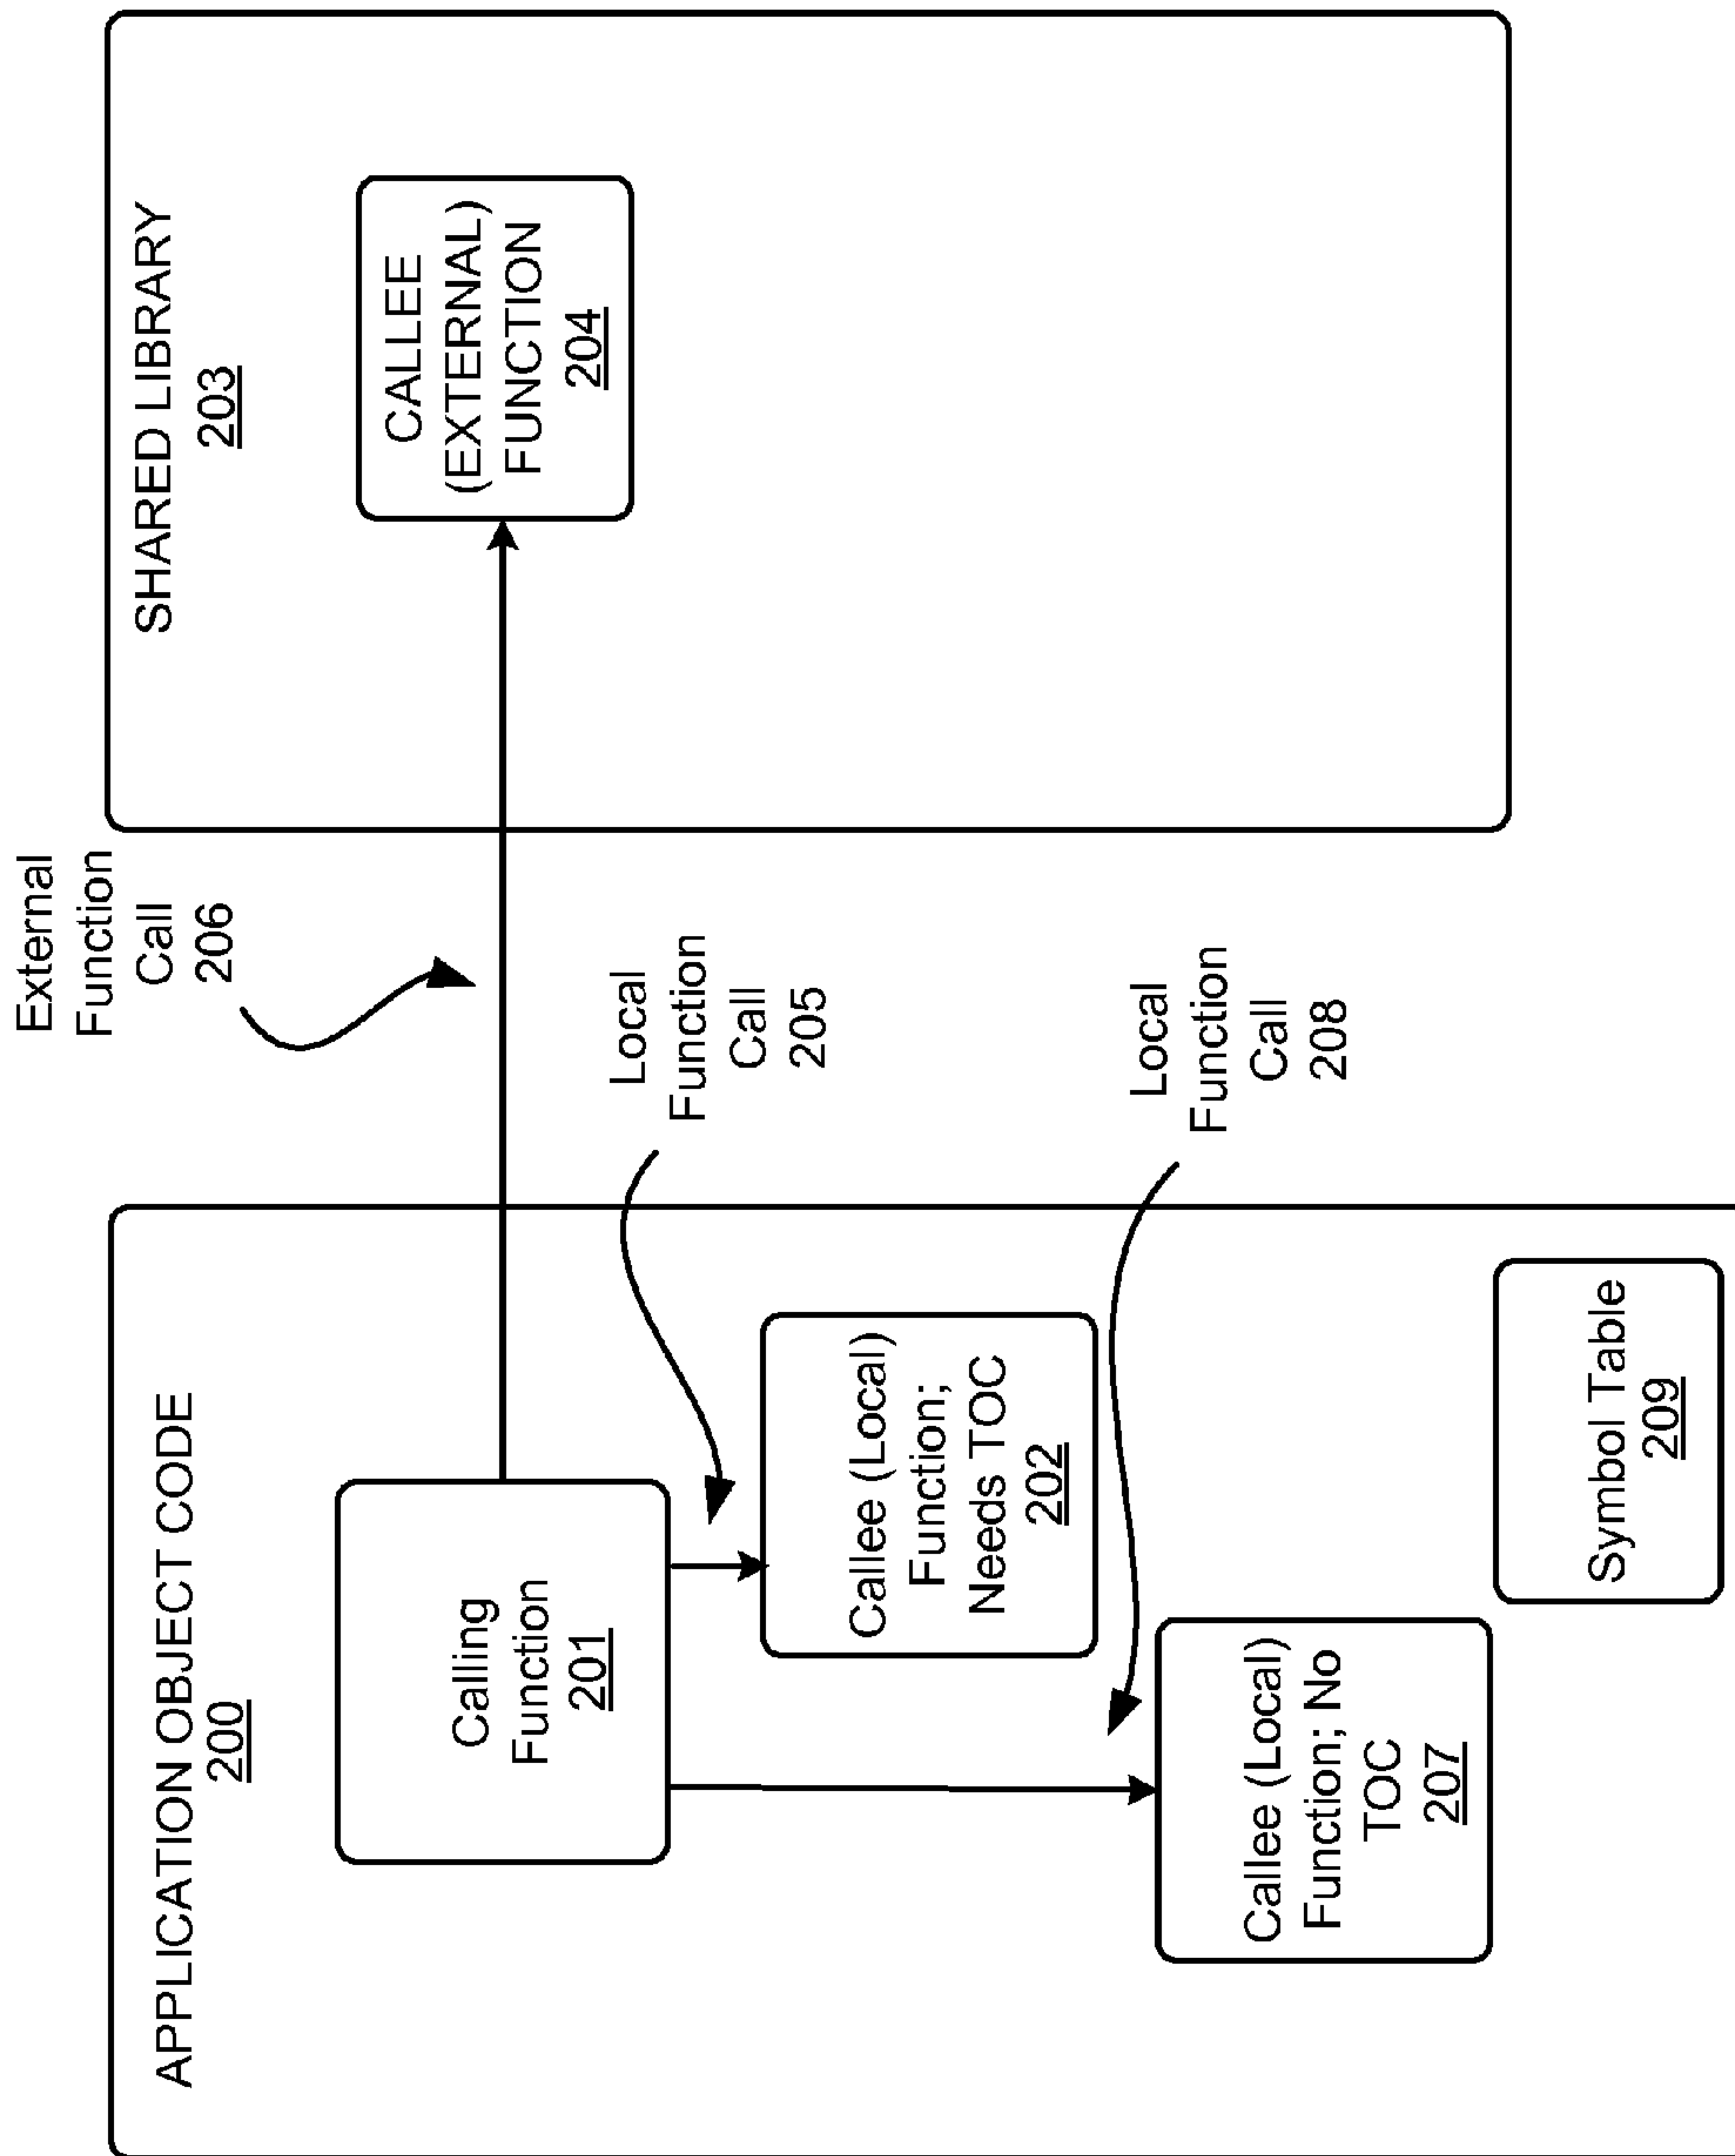 APPLICATION OBJECT CODE
200
Calling
Function
201
Callee (Local)
Function;
Needs TOC
202
Callee (Local)
Function; No
TOC
207
Symbol Table
209
External
Function
Call
206
Local
Function
Call
205
Local
Function
Call
208
SHARED LIBRARY
203
CALLEE
(EXTERNAL)
FUNCTION
204